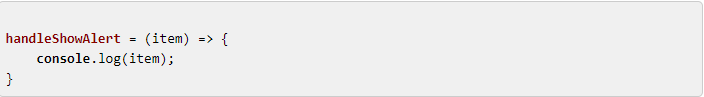 handleShowAlert = (item) => {
    console.log(item);
}